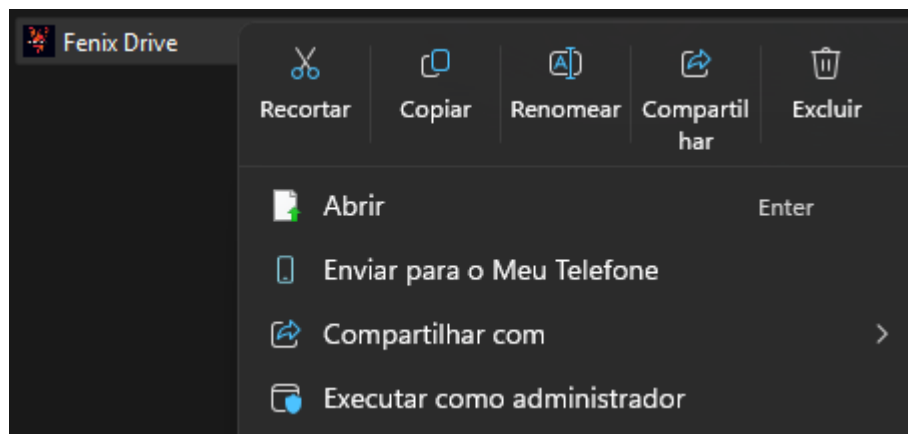 Fenix Drive
Recortar
Copiar
Renomear
Compartil
har
Excluir
Abrir
Enter
Enviar para o Meu Telefone
Compartilhar com
Executar como administrador